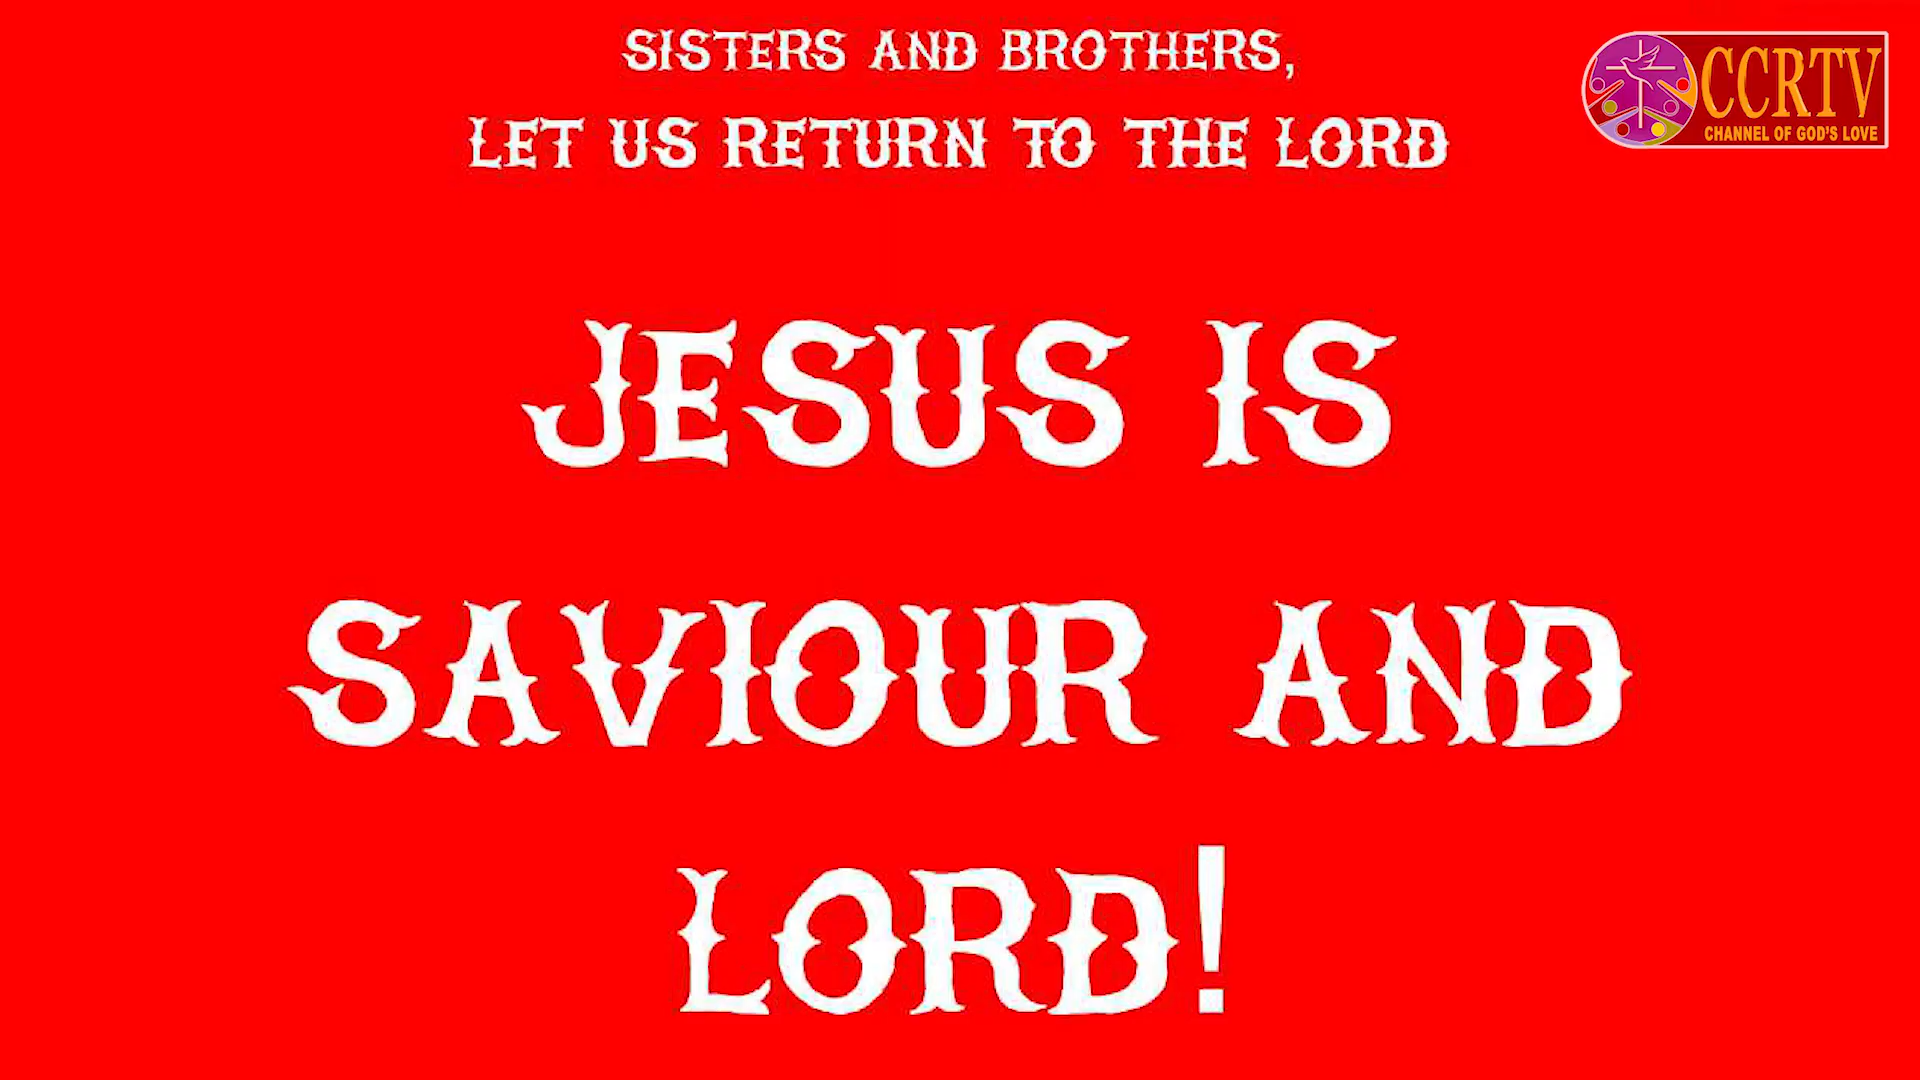 SISTERS AND BROTHERS,
LET US RETURN TO THE LORD
CCRTV
CHANNEL OF GOD'S LOVE
JESUS IS
SAVIOUR AND
LORD!